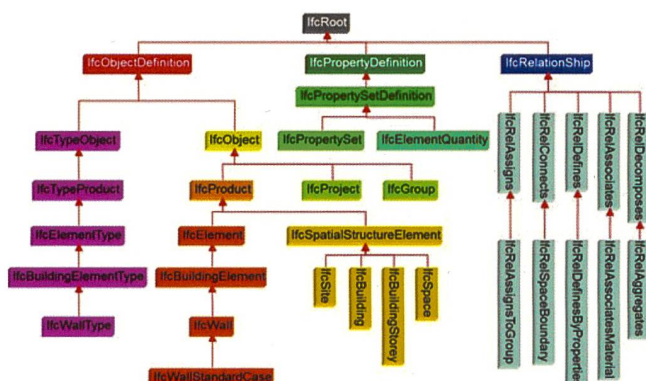 IfcRoot
IfcObjectDefinition
IfcPropertyDefinition
IfcRelationShip
IfcPropertySetDefinition
IfcTypeObject
IfcObject
IfcPropertySet
IfcElementQuantity
IfcTypeProduct
IfcProduct
IfcProject
IfcGroup
IfcElementType
IfcElement
IfcSpatialStructureElement
IfcBuildingElementType
IfcBuildingElement
IfcSite
IfcBuilding
IfcBuildingStorey
IfcSpace
IfcWallType
IfcWall
IfcWallStandardCase
IfcRelAssigns
IfcRelConnects
IfcRelDefines
IfcRelAssociates
IfcRelDecomposes
IfcRelAssignsToGroup
IfcRelSpaceBoundary
IfcRelDefinesByPropertie
IfcRelAssociatesMaterial
IfcRelAggregates